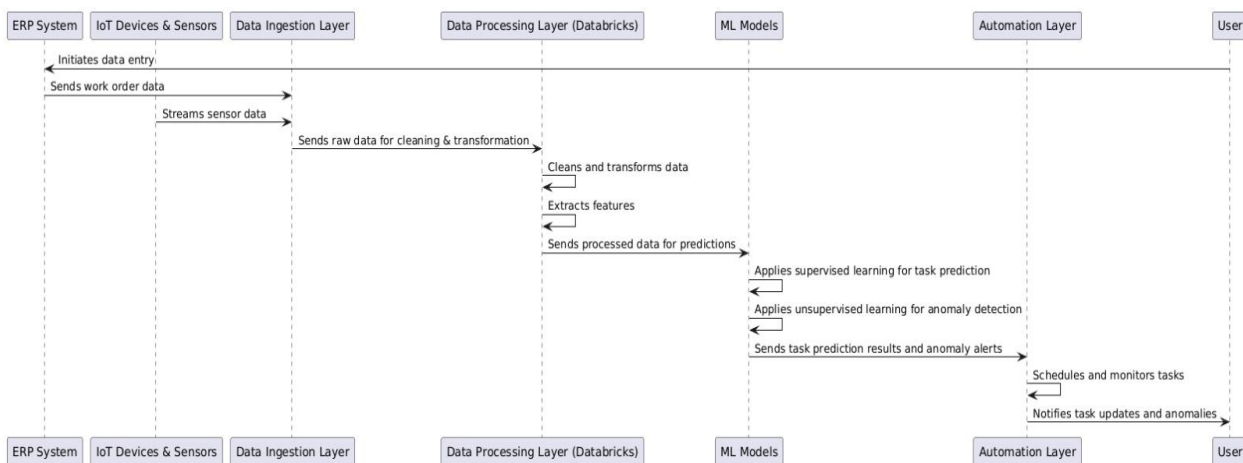 ERP System
IoT Devices & Sensors
Data Ingestion Layer
Data Processing Layer (Databricks)
ML Models
Automation Layer
User
Initiates data entry
Sends work order data
Streams sensor data
Sends raw data for cleaning & transformation
Cleans and transforms data
Extracts features
Sends processed data for predictions
Applies supervised learning for task prediction
Applies unsupervised learning for anomaly detection
Sends task prediction results and anomaly alerts
Schedules and monitors tasks
Notifies task updates and anomalies
ERP System
IoT Devices & Sensors
Data Ingestion Layer
Data Processing Layer (Databricks)
ML Models
Automation Layer
User